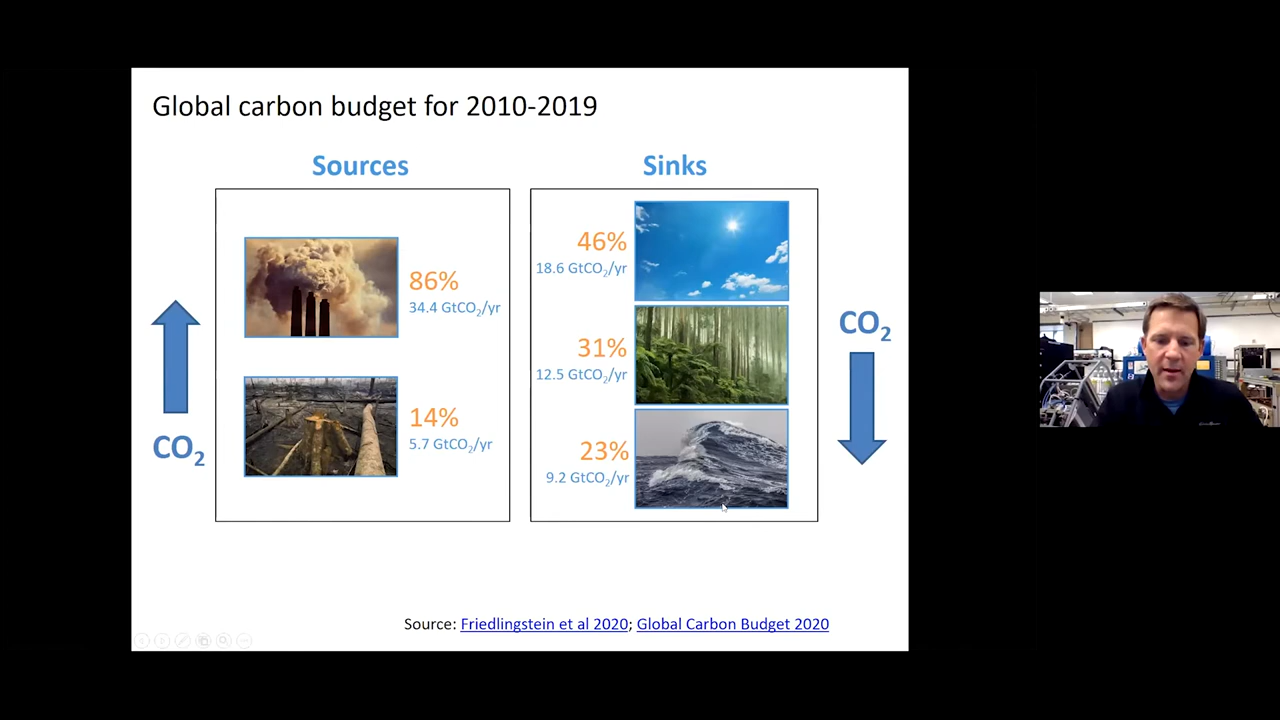 Global carbon budget for 2010-2019
Sources
Sinks
86%
34.4 GtCO₂/yr
14%
5.7 GtCO₂/yr
CO₂
46%
18.6 GtCO₂/yr
31%
12.5 GtCO₂/yr
23%
9.2 GtCO₂/yr
CO₂
Source: Friedlingstein et al 2020; Global Carbon Budget 2020